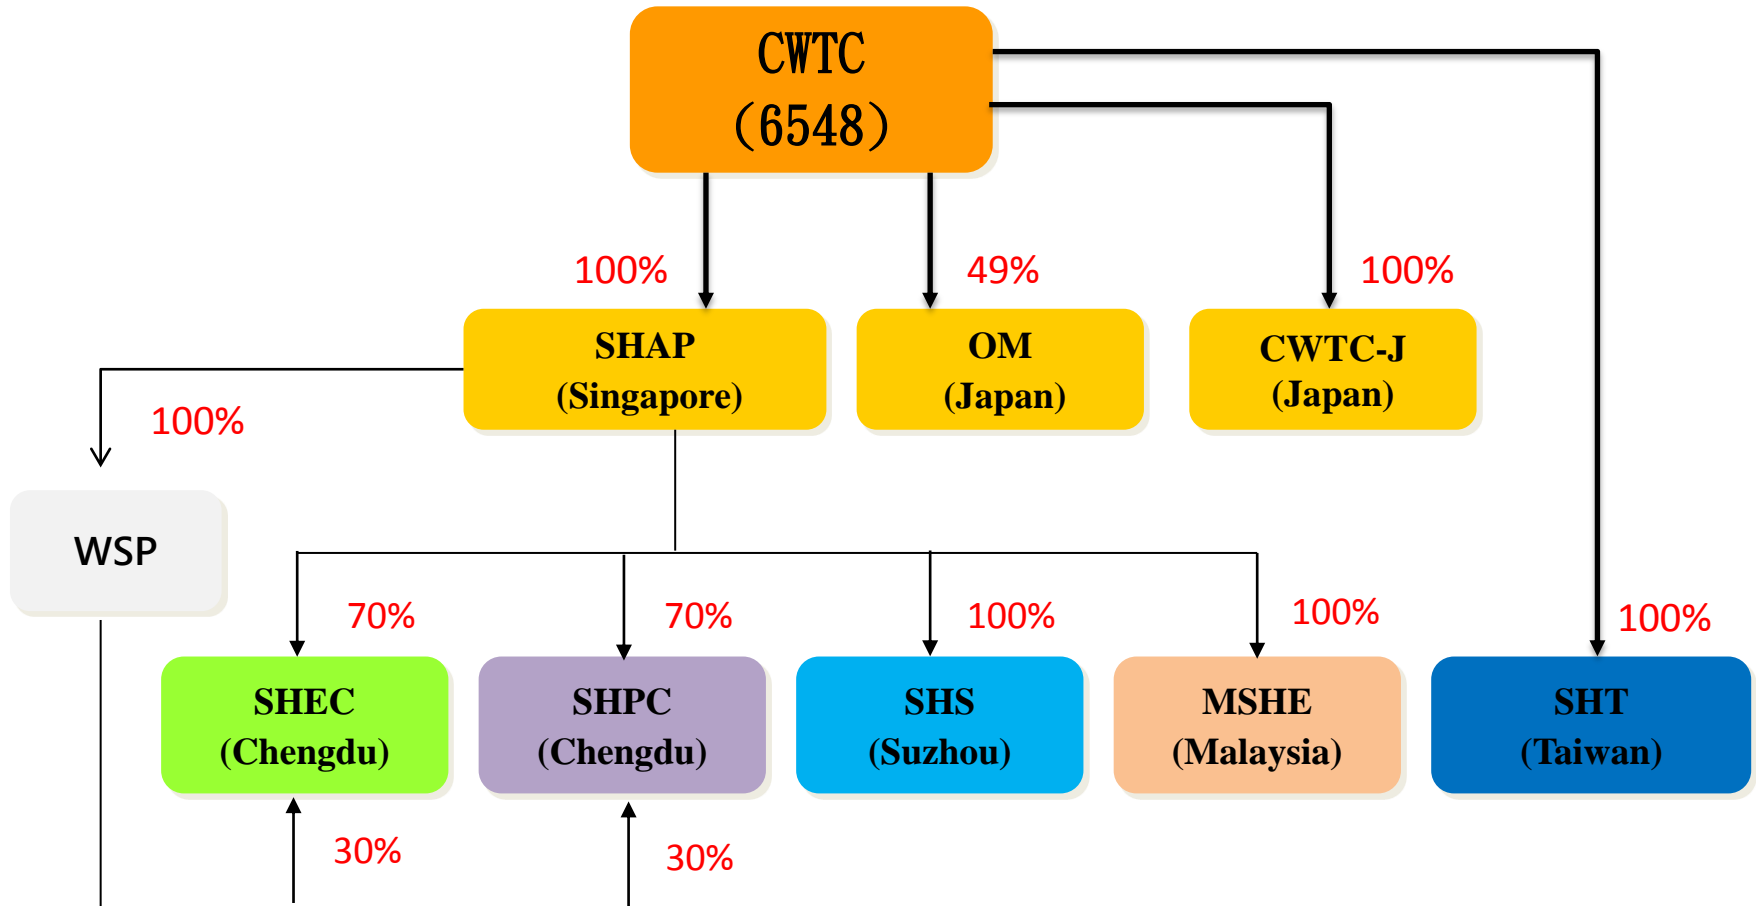 CWTC
(6548)
100%
49%
100%
SHAP
(Singapore)
OM
(Japan)
CWTC-J
(Japan)
100%
WSP
70%
70%
100%
100%
100%
SHEC
(Chengdu)
SHPC
(Chengdu)
SHS
(Suzhou)
MSHE
(Malaysia)
SHT
(Taiwan)
30%
30%